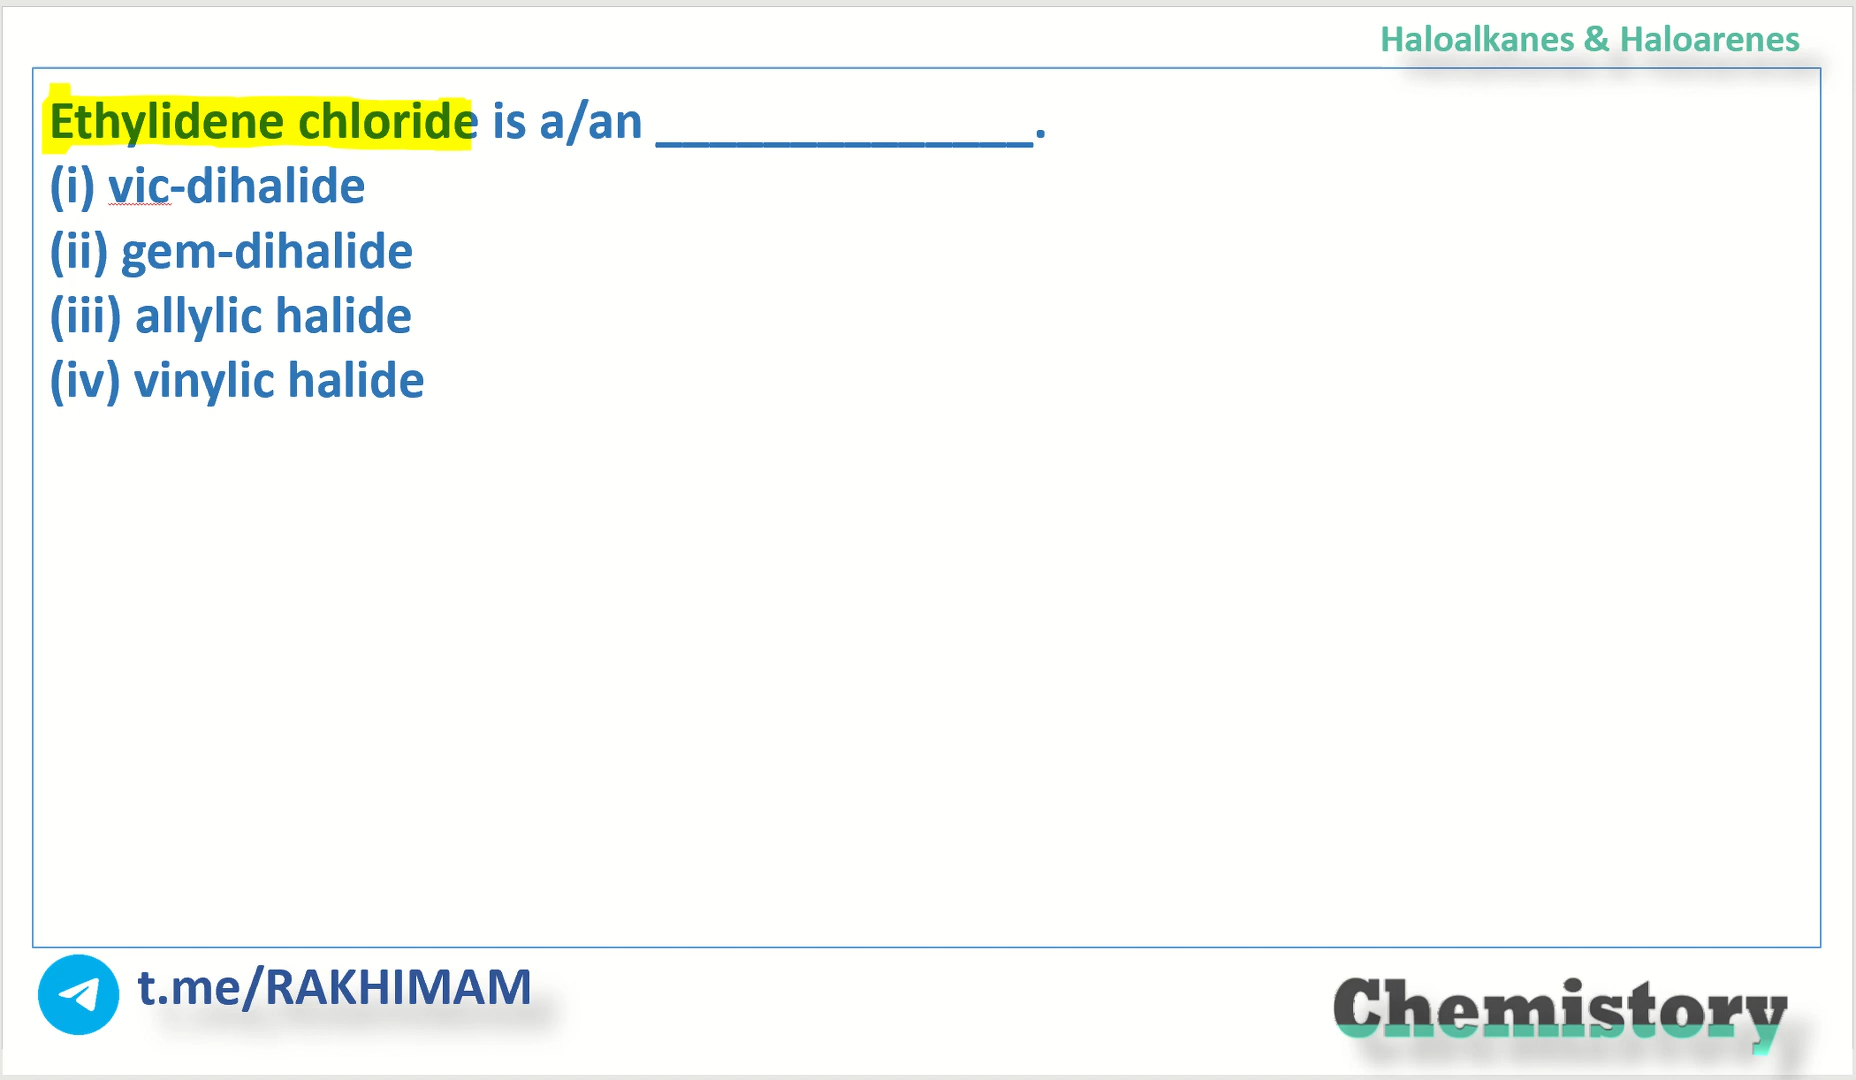 Haloalkanes & Haloarenes
Ethylidene chloride is a/an ______________.
(i) vic-dihalide
(ii) gem-dihalide
(iii) allylic halide
(iv) vinylic halide
t.me/RAKHIMAM
Chemistory